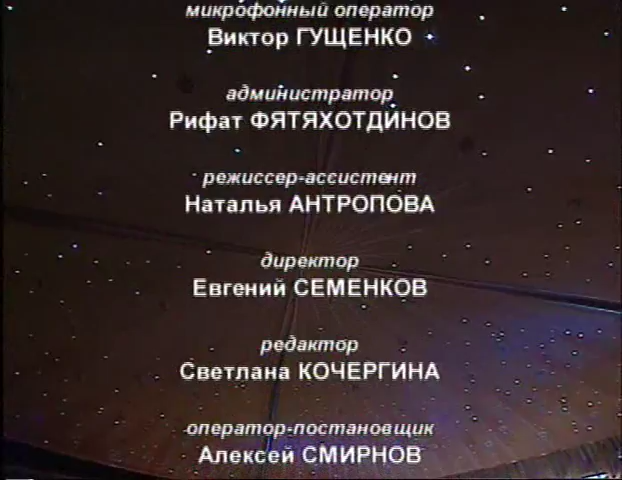 микрофонный оператор
Виктор ГУЩЕНКО
администратор
Рифат ФЯТЯХОТДИНОВ
режиссер-ассистент
Наталья АНТРОПОВА
директор
Евгений СЕМЕНКОВ
редактор
Светлана КОЧЕРГИНА
оператор-постановщик
Алексей СМИРНОВ